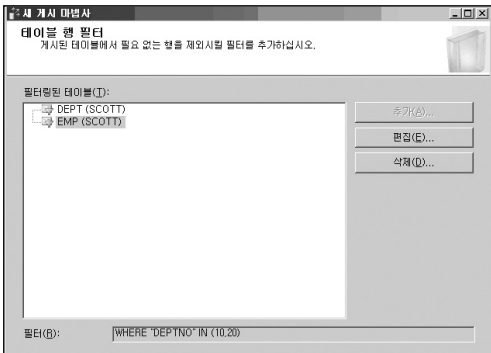 새 게시 마법사
테이블 행 필터
게시된 테이블에서 필요 없는 행을 제외시킬 필터를 추가하십시오.
필터링된 테이블(T):
DEPT (SCOTT)
EMP (SCOTT)
추가(A)...
편집(E)...
삭제(D)...
필터(R):
WHERE "DEPTNO" IN (10,20)